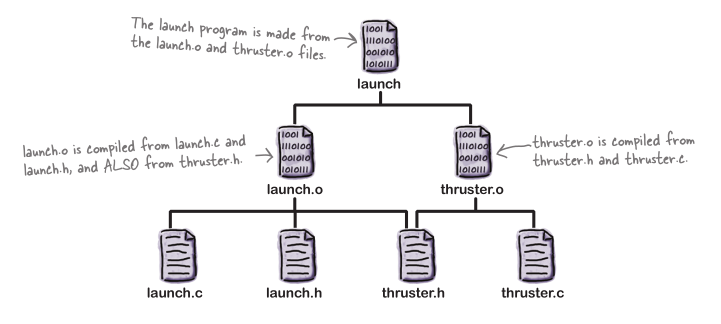 The launch program is made from
the launch.o and thruster.o files.
1001
1110100
001010
1010111
launch
launch.o is compiled from launch.c and
launch.h, and ALSO from thruster.h.
1001
1110100
001010
1010111
launch.o
1001
1110100
001010
1010111
thruster.o
thruster.o is compiled from
thruster.h and thruster.c.
launch.c
launch.h
thruster.h
thruster.c